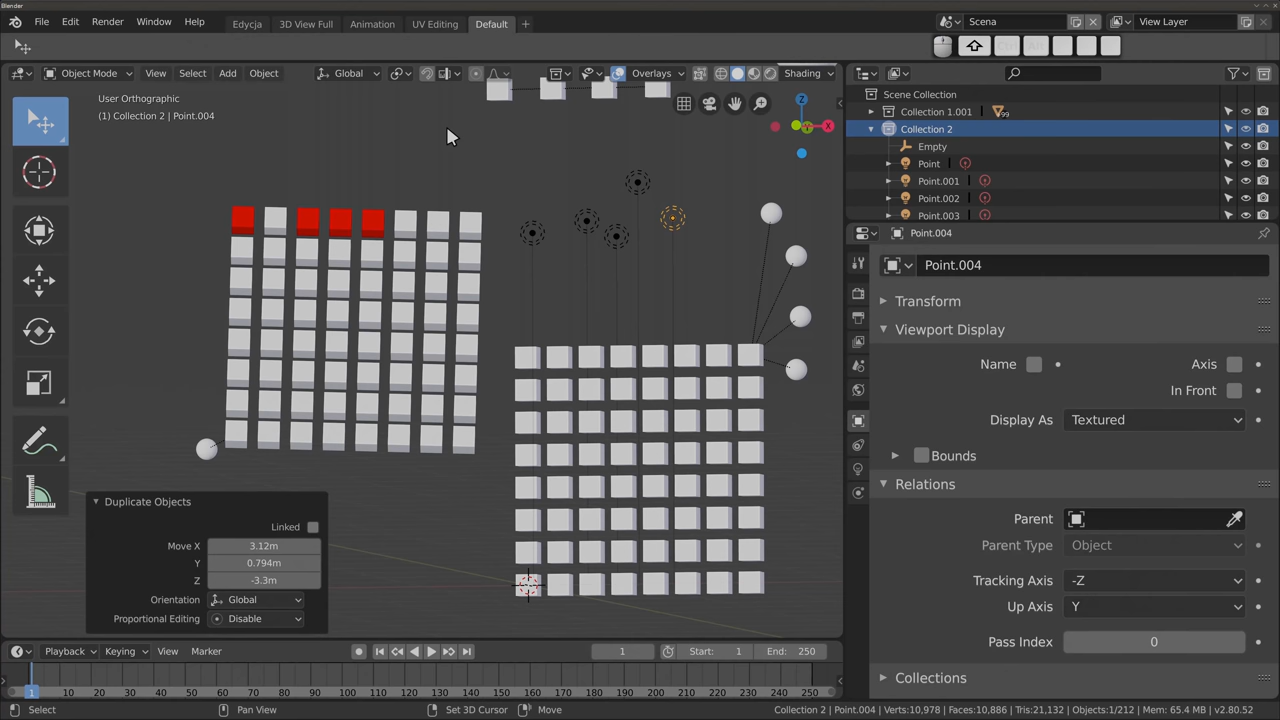 Blender
File Edit Render Window Help
Edycja 3D View Full Animation UV Editing Default +
Scena View Layer
Ctrl Alt
Object Mode View Select Add Object Global Overlays Shading
User Orthographic
(1) Collection 2 | Point.004
Z
X
Scene Collection
Collection 1.001 99
Collection 2
Empty
Point
Point.001
Point.002
Point.003
Point.004
Point.004
Transform
Viewport Display
Name Axis
In Front
Display As Textured
Bounds
Relations
Parent
Parent Type Object
Tracking Axis -Z
Up Axis Y
Pass Index 0
Collections
Duplicate Objects
Linked
Move X 3.12m
Y 0.794m
Z -3.3m
Orientation Global
Proportional Editing Disable
Playback Keying View Marker 1 Start: 1 End: 250
1 10 20 30 40 50 60 70 80 90 100 110 120 130 140 150 160 170 180 190 200 210 220 230 240 250
Select Pan View Set 3D Cursor Move Collection 2 | Point.004 | Verts:10,978 | Faces:10,886 | Tris:21,132 | Objects:1/212 | Mem: 65.4 MB | v2.80.52